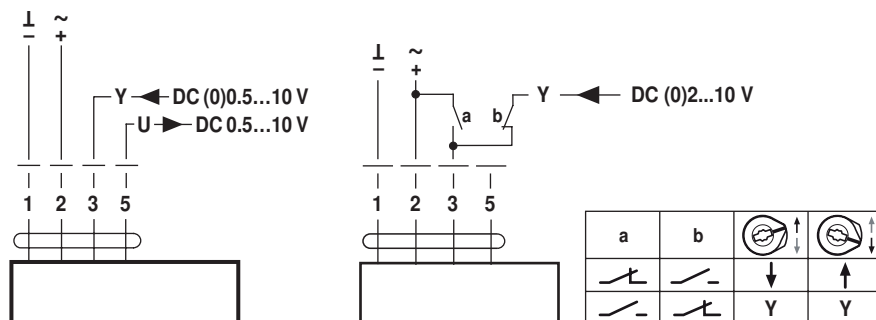 ⊥ ~
– +
Y DC (0)0.5...10 V
U DC 0.5...10 V
1 2 3 5
⊥ ~
– +
a b Y DC (0)2...10 V
1 2 3 5
a b
Y Y